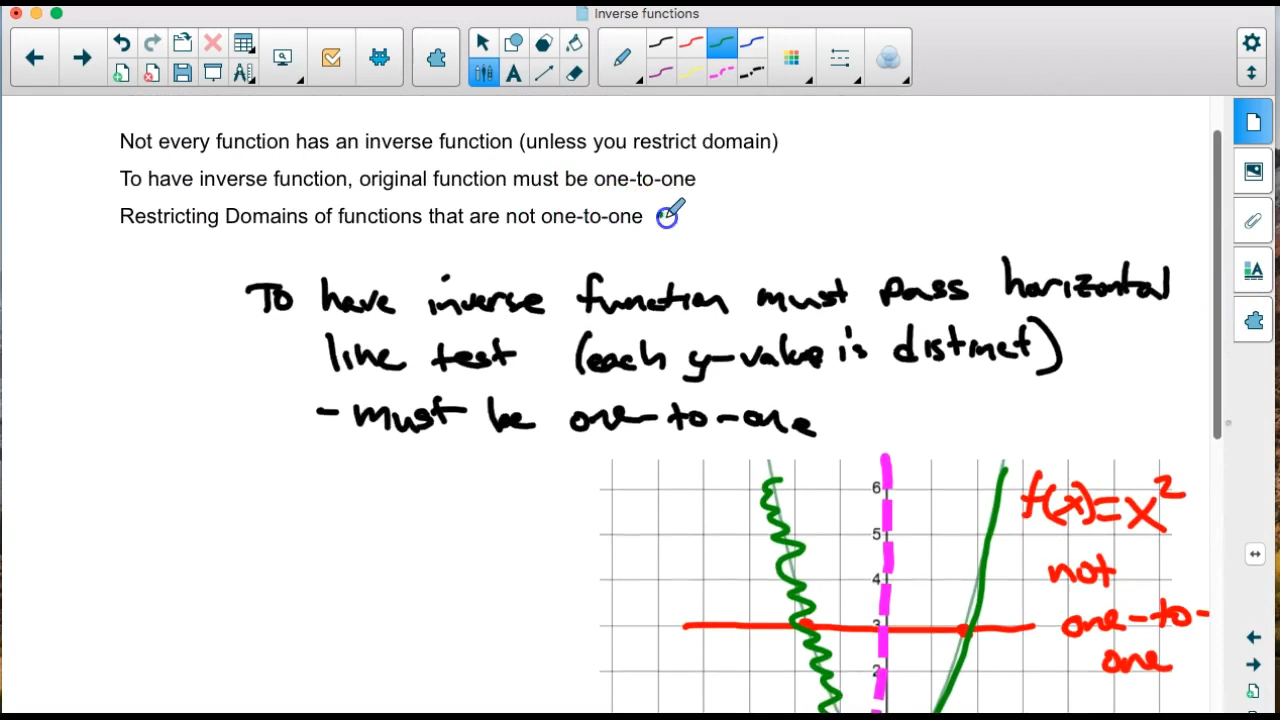 Inverse functions
Not every function has an inverse function (unless you restrict domain)
To have inverse function, original function must be one-to-one
Restricting Domains of functions that are not one-to-one
To have inverse function must pass horizontal
line test (each y-value is distinct)
- must be one-to-one
6
f(x)=x²
5
not
4
3
one-to-
one
2